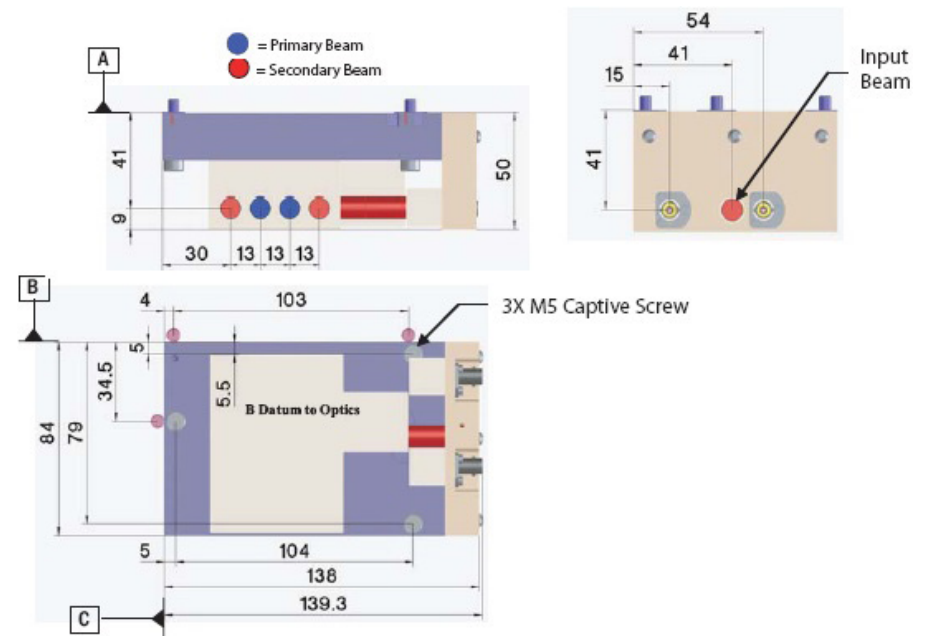 A
= Primary Beam
= Secondary Beam
41
9
50
30
13
13
13
54
41
15
41
Input
Beam
B
4
103
3X M5 Captive Screw
5
34.5
5.5
B Datum to Optics
84
79
5
104
138
139.3
C